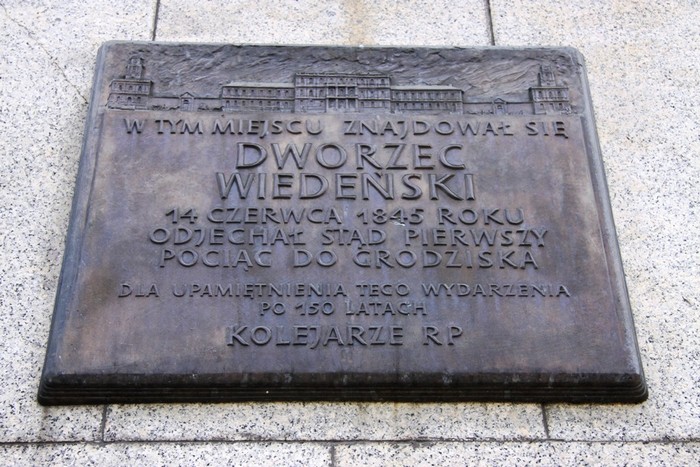 W TYM MIEJSCU ZNAJDOWAŁ SIĘ
DWORZEC
WIEDEŃSKI
14 CZERWCA 1845 ROKU
ODJECHAŁ STĄD PIERWSZY
POCIĄG DO GRODZISKA
DLA UPAMIĘTNIENIA TEGO WYDARZENIA
PO 150 LATACH
KOLEJARZE RP